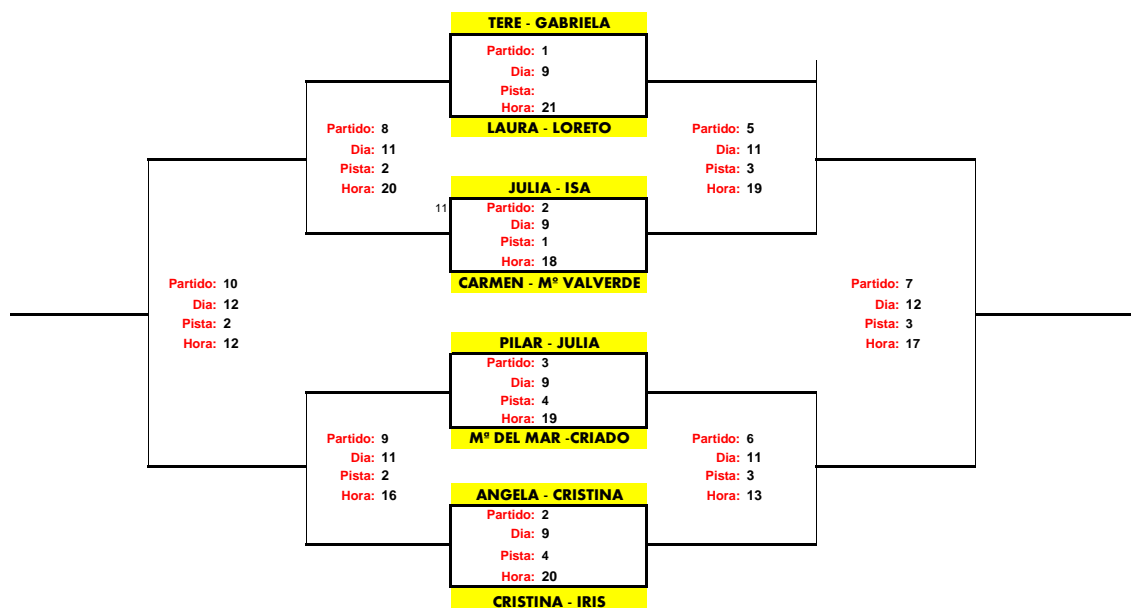 TERE - GABRIELA
Partido: 1
Dia: 9
Pista:
Hora: 21
LAURA - LORETO
Partido: 8
Dia: 11
Pista: 2
Hora: 20
Partido: 5
Dia: 11
Pista: 3
Hora: 19
JULIA - ISA
11
Partido: 2
Dia: 9
Pista: 1
Hora: 18
CARMEN - Mª VALVERDE
Partido: 10
Dia: 12
Pista: 2
Hora: 12
Partido: 7
Dia: 12
Pista: 3
Hora: 17
PILAR - JULIA
Partido: 3
Dia: 9
Pista: 4
Hora: 19
Mª DEL MAR -CRIADO
Partido: 9
Dia: 11
Pista: 2
Hora: 16
Partido: 6
Dia: 11
Pista: 3
Hora: 13
ANGELA - CRISTINA
Partido: 2
Dia: 9
Pista: 4
Hora: 20
CRISTINA - IRIS